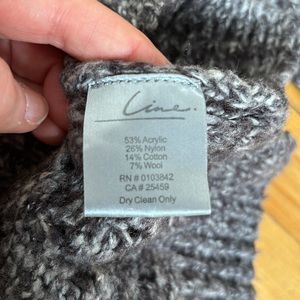 Line.
53% Acrylic
26% Nylon
14% Cotton
7% Wool
RN # 0103842
CA # 25459
Dry Clean Only